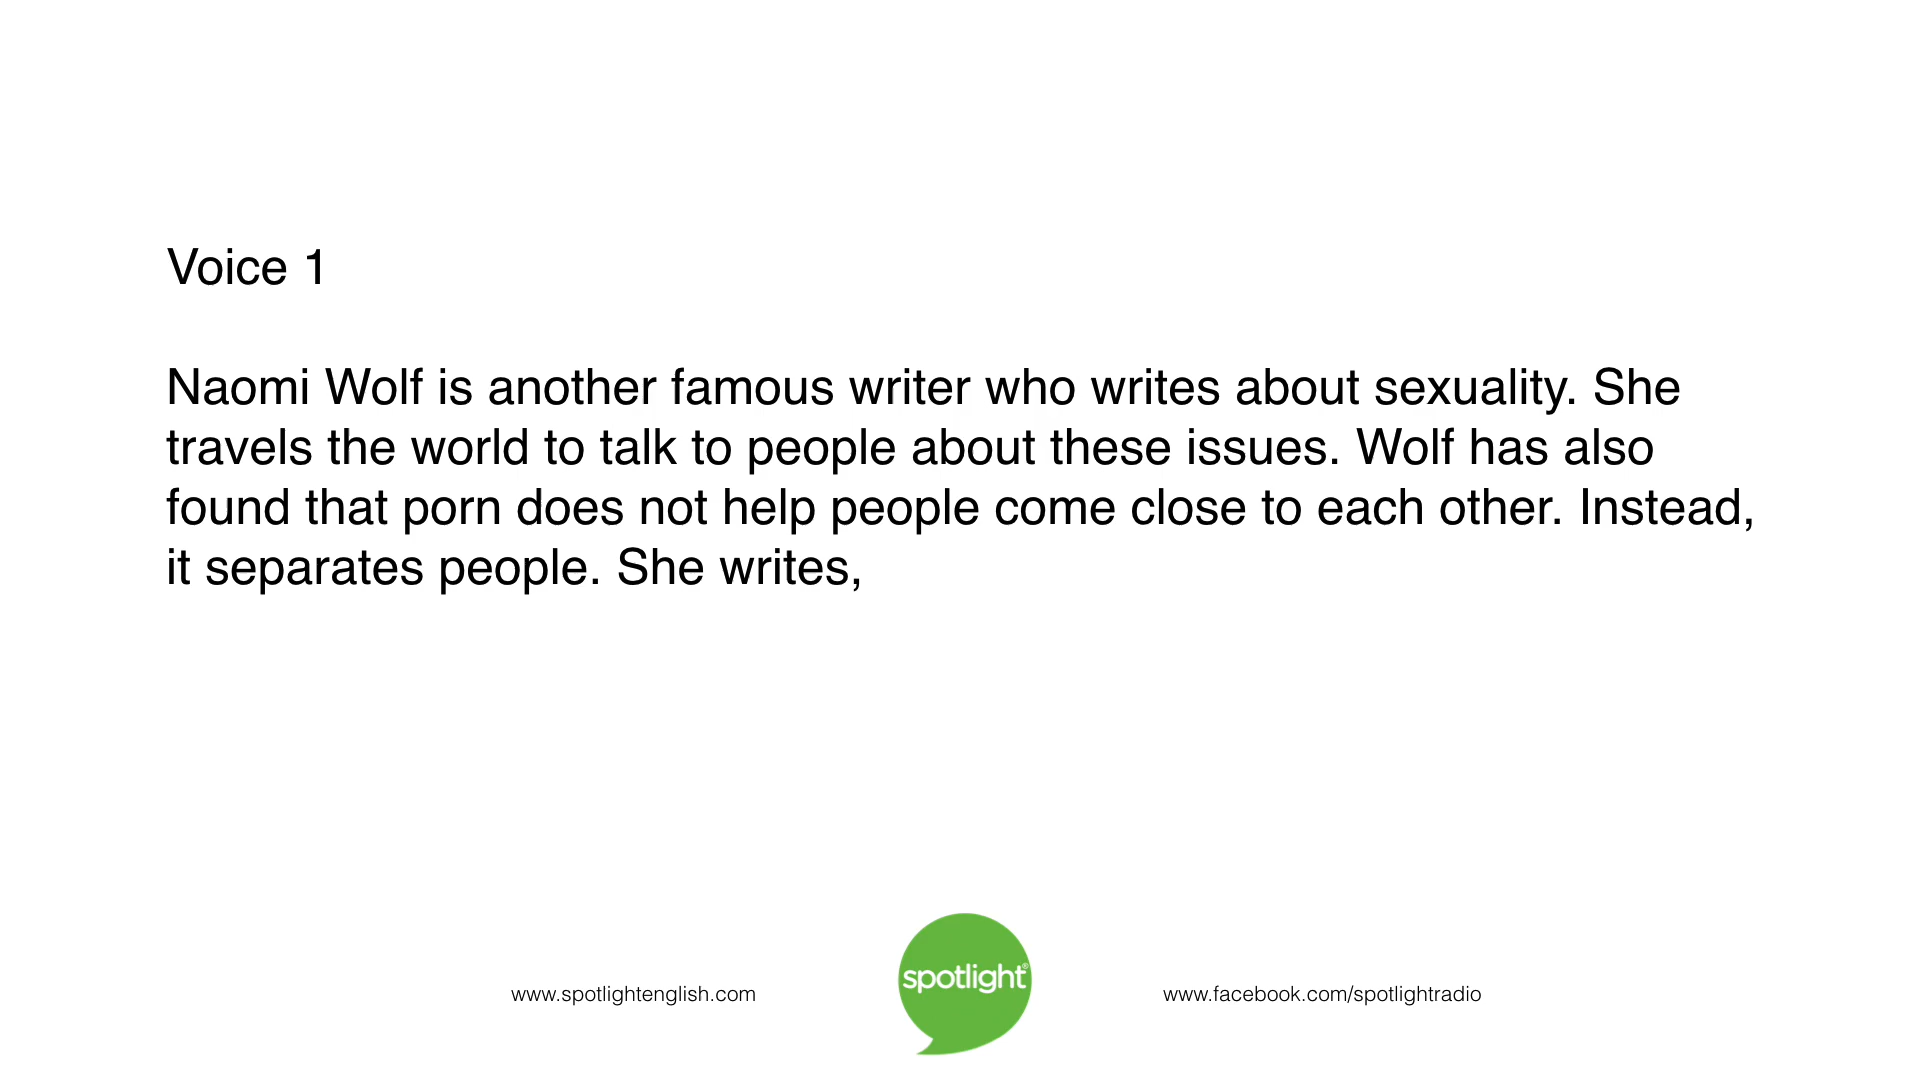 Voice 1
Naomi Wolf is another famous writer who writes about sexuality. She
travels the world to talk to people about these issues. Wolf has also
found that porn does not help people come close to each other. Instead,
it separates people. She writes,
www.spotlightenglish.com
spotlight®
www.facebook.com/spotlightradio